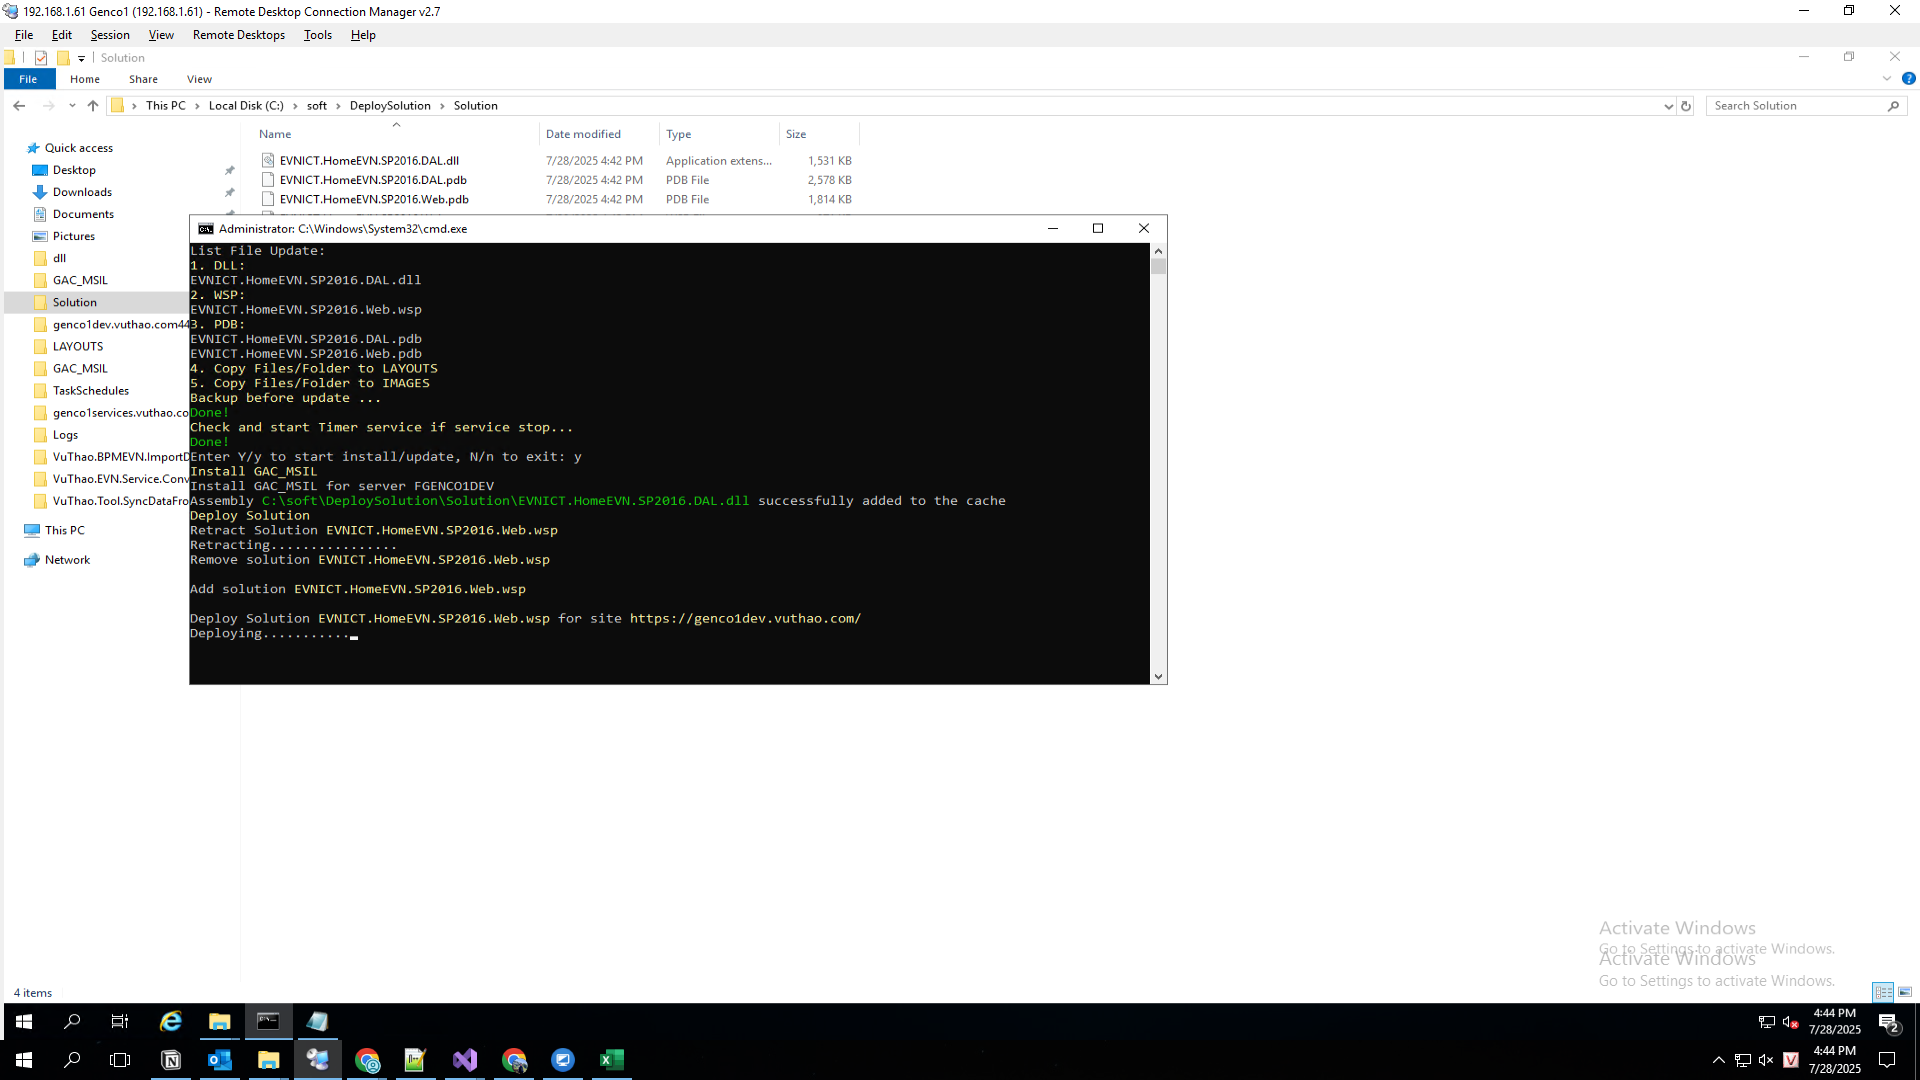 192.168.1.61 Genco1 (192.168.1.61) - Remote Desktop Connection Manager v2.7
File Edit Session View Remote Desktops Tools Help
Solution
File Home Share View
This PC Local Disk (C:) soft DeploySolution Solution
Search Solution
Name Date modified Type Size
Quick access
Desktop
Downloads
Documents
Pictures
dll
GAC_MSIL
Solution
genco1dev.vuthao.com44
LAYOUTS
GAC_MSIL
TaskSchedules
genco1services.vuthao.co
Logs
VuThao.BPMEVN.ImportD
VuThao.EVN.Service.Conv
VuThao.Tool.SyncDataFro
This PC
Network
EVNICT.HomeEVN.SP2016.DAL.dll 7/28/2025 4:42 PM Application extens... 1,531 KB
EVNICT.HomeEVN.SP2016.DAL.pdb 7/28/2025 4:42 PM PDB File 2,578 KB
EVNICT.HomeEVN.SP2016.Web.pdb 7/28/2025 4:42 PM PDB File 1,814 KB
Administrator: C:\Windows\System32\cmd.exe
List File Update:
1. DLL:
EVNICT.HomeEVN.SP2016.DAL.dll
2. WSP:
EVNICT.HomeEVN.SP2016.Web.wsp
3. PDB:
EVNICT.HomeEVN.SP2016.DAL.pdb
EVNICT.HomeEVN.SP2016.Web.pdb
4. Copy Files/Folder to LAYOUTS
5. Copy Files/Folder to IMAGES
Backup before update ...
Done!
Check and start Timer service if service stop...
Done!
Enter Y/y to start install/update, N/n to exit: y
Install GAC_MSIL
Install GAC_MSIL for server FGENCO1DEV
Assembly C:\soft\DeploySolution\Solution\EVNICT.HomeEVN.SP2016.DAL.dll successfully added to the cache
Deploy Solution
Retract Solution EVNICT.HomeEVN.SP2016.Web.wsp
Retracting................
Remove solution EVNICT.HomeEVN.SP2016.Web.wsp
Add solution EVNICT.HomeEVN.SP2016.Web.wsp
Deploy Solution EVNICT.HomeEVN.SP2016.Web.wsp for site https://genco1dev.vuthao.com/
Deploying...........
Activate Windows
Go to Settings to activate Windows.
Activate Windows
Go to Settings to activate Windows.
4 items
4:44 PM
7/28/2025
2
4:44 PM
7/28/2025